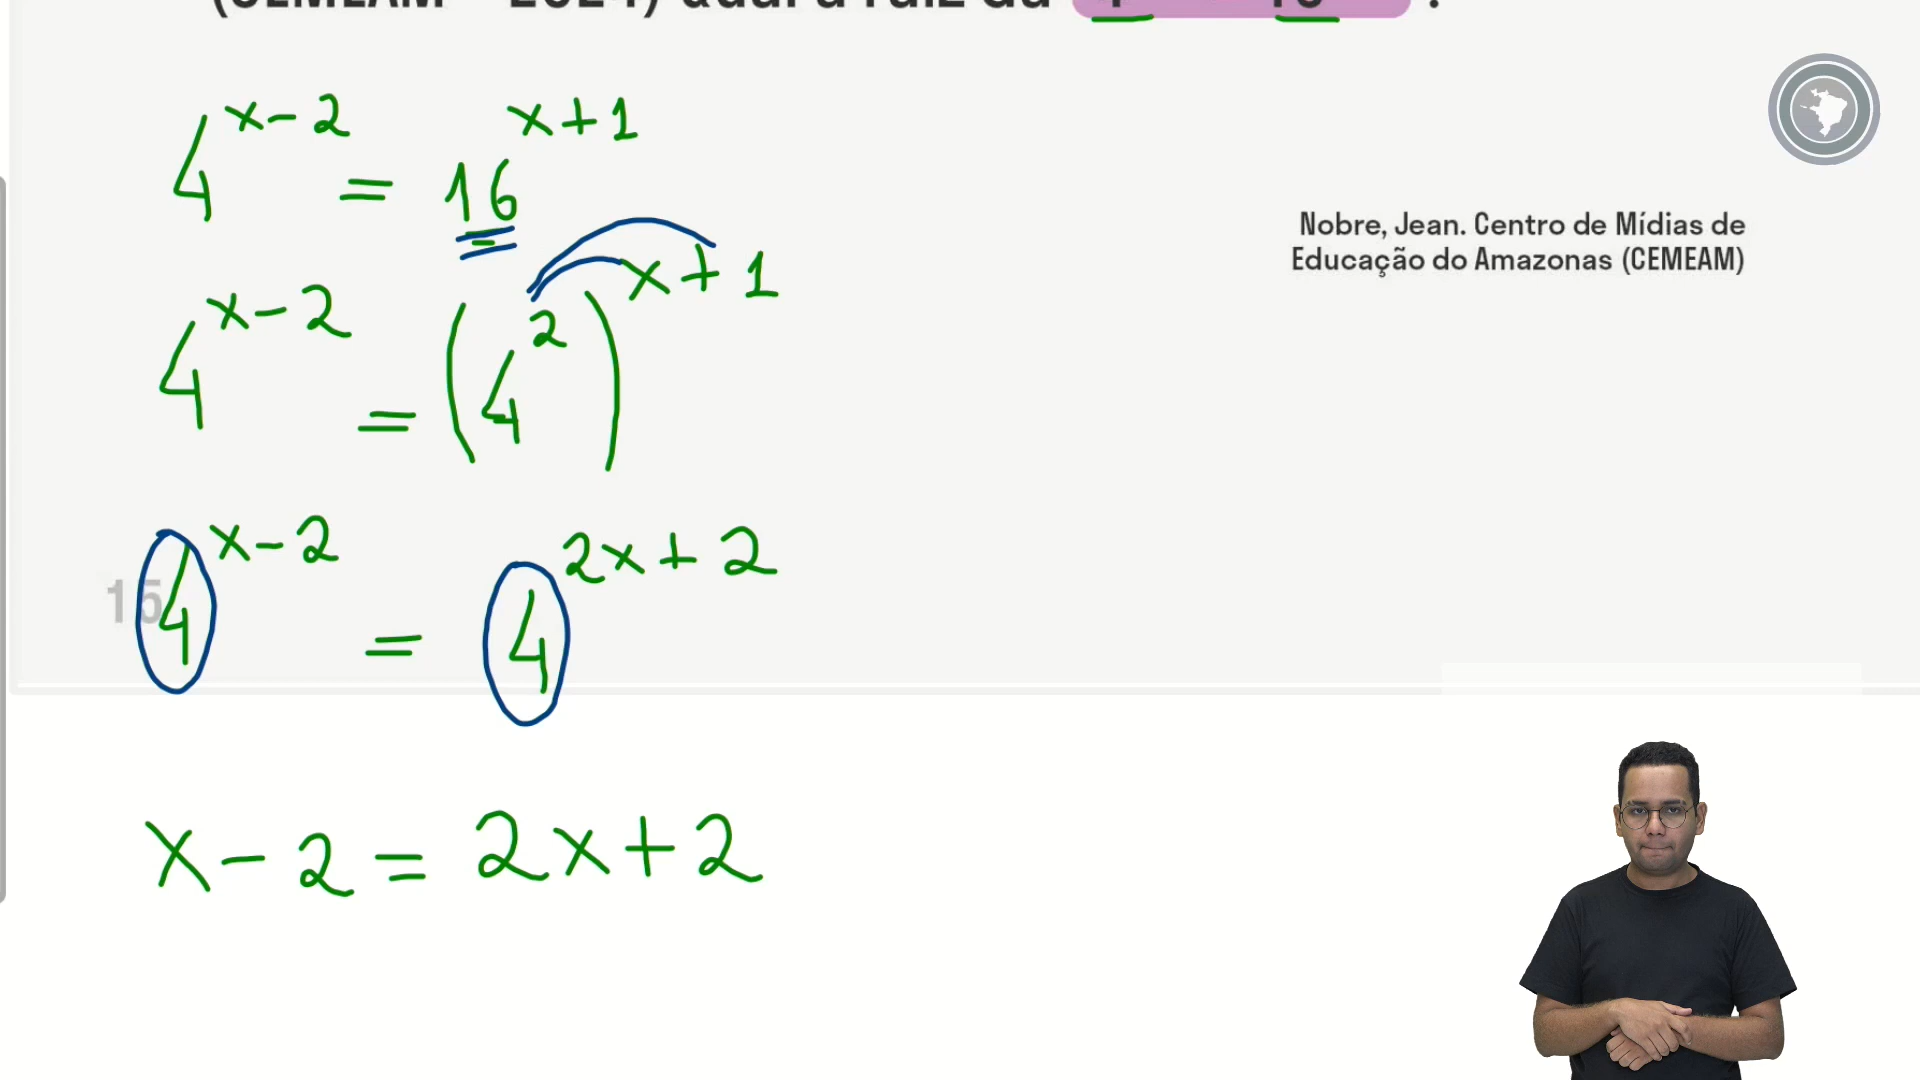 4^{x-2} = 16^{x+1}
Nobre, Jean. Centro de Mídias de
Educação do Amazonas (CEMEAM)
4^{x-2} = (4^2)^{x+1}
15
4^{x-2} = 4^{2x+2}
x-2 = 2x+2